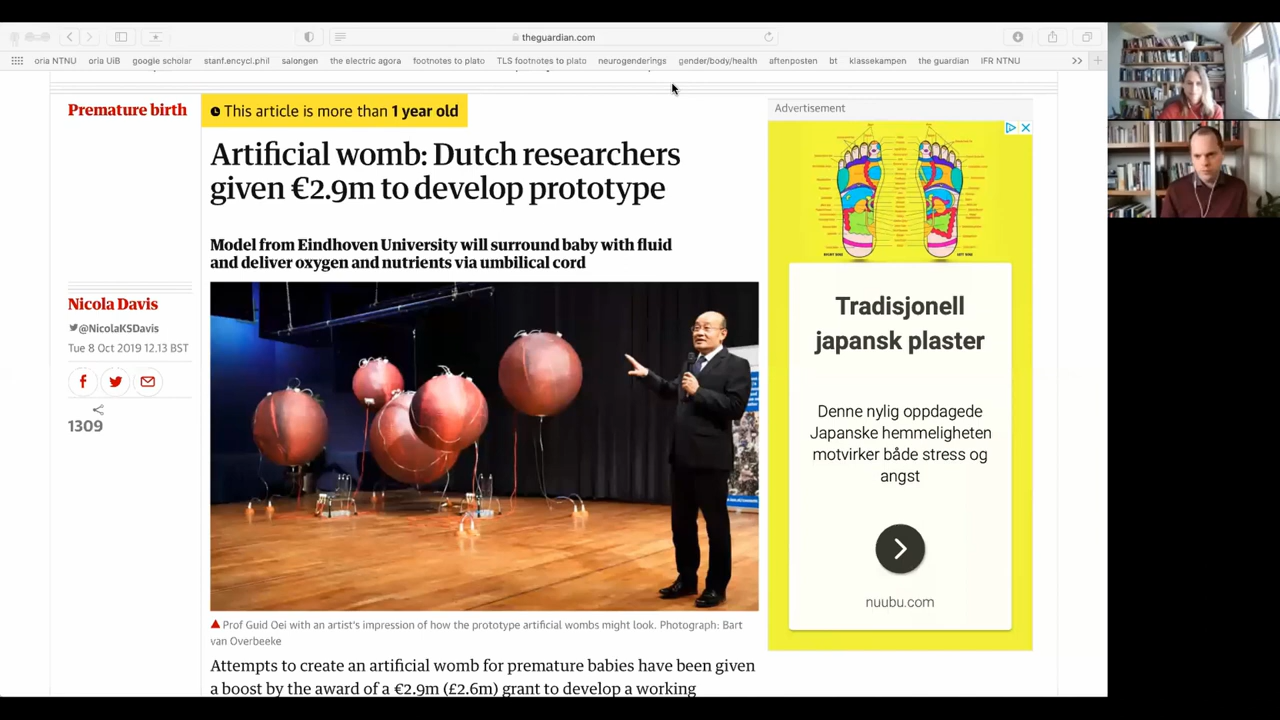 theguardian.com
oria NTNU oria UiB google scholar stanf.encycl.phil salongen the electric agora footnotes to plato TLS footnotes to plato neurogenderings gender/body/health aftenposten bt klassekampen the guardian IFR NTNU
Premature birth
This article is more than 1 year old
Artificial womb: Dutch researchers
given €2.9m to develop prototype
Model from Eindhoven University will surround baby with fluid
and deliver oxygen and nutrients via umbilical cord
Nicola Davis
@NicolaKSDavis
Tue 8 Oct 2019 12.13 BST
1309
Prof Guid Oei with an artist's impression of how the prototype artificial wombs might look. Photograph: Bart
van Overbeeke
Attempts to create an artificial womb for premature babies have been given
a boost by the award of a €2.9m (£2.6m) grant to develop a working
Advertisement
Tradisjonell
japansk plaster
Denne nylig oppdagede
Japanske hemmeligheten
motvirker både stress og
angst
nuubu.com